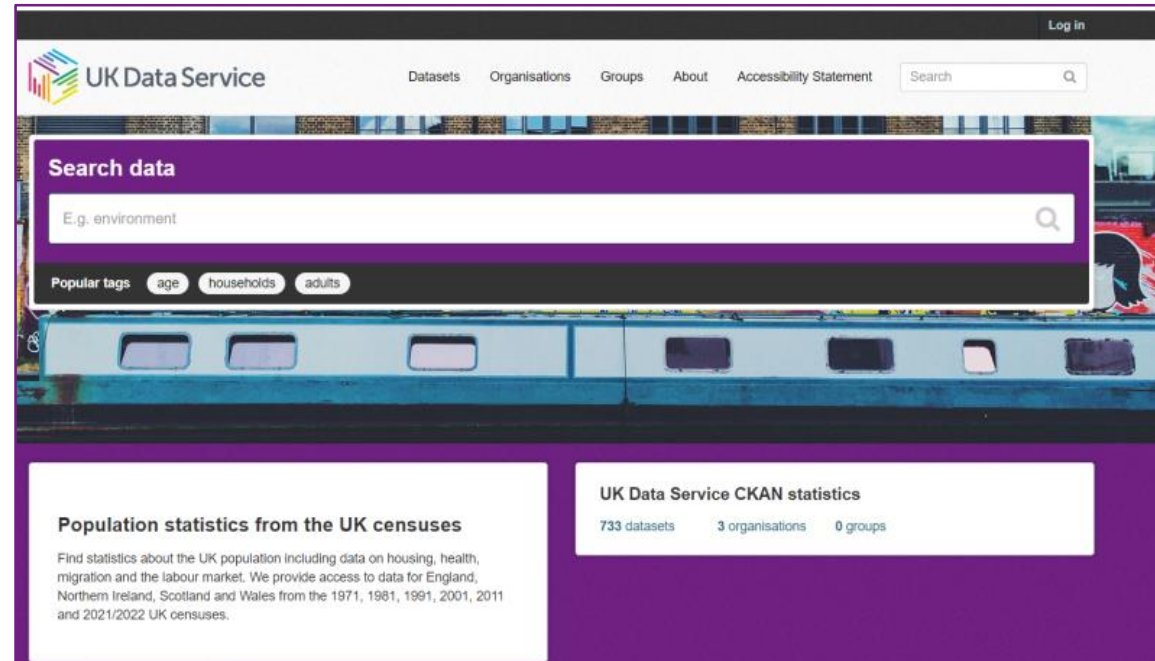 Log in
UK Data Service
Datasets Organisations Groups About Accessibility Statement Search
Search data
E.g. environment
Popular tags age households adults
Population statistics from the UK censuses
Find statistics about the UK population including data on housing, health,
migration and the labour market. We provide access to data for England,
Northern Ireland, Scotland and Wales from the 1971, 1981, 1991, 2001, 2011
and 2021/2022 UK censuses.
UK Data Service CKAN statistics
733 datasets 3 organisations 0 groups